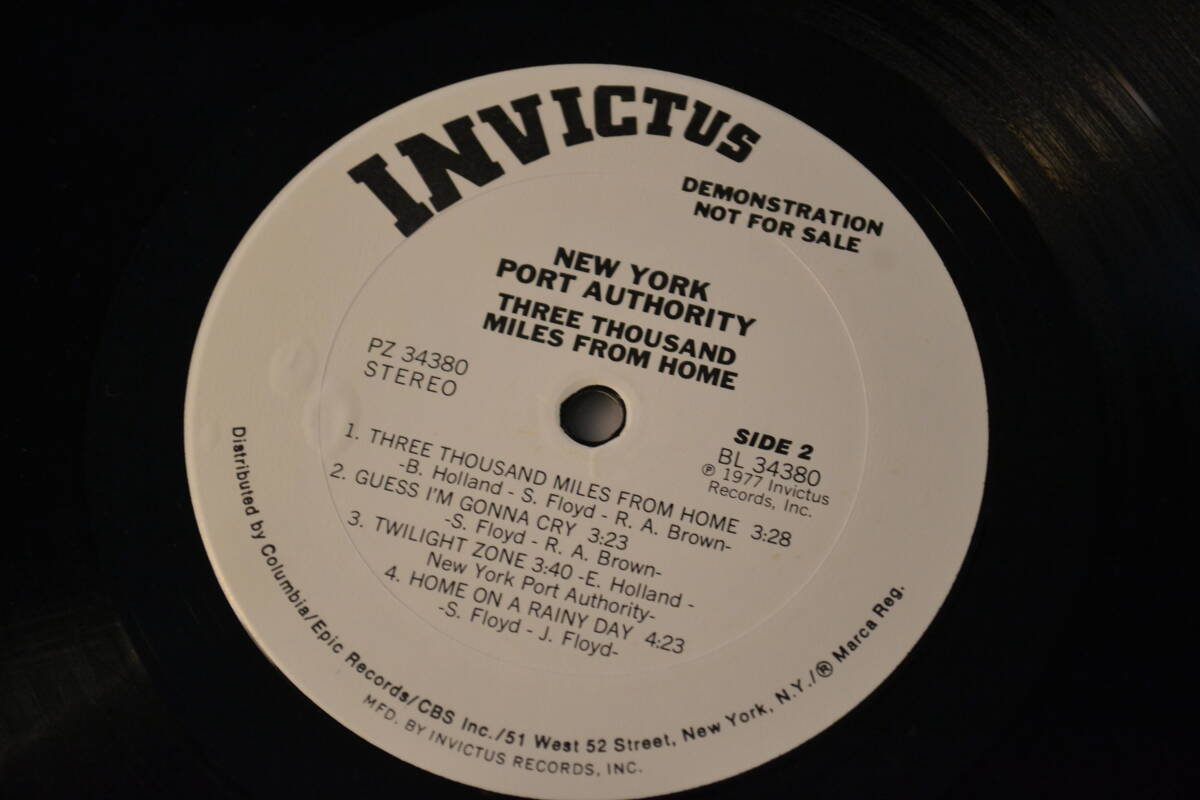 INVICTUS
DEMONSTRATION
NOT FOR SALE
NEW YORK
PORT AUTHORITY
THREE THOUSAND
MILES FROM HOME
PZ 34380
STEREO
SIDE 2
BL 34380
℗ 1977 Invictus
Records, Inc.
1. THREE THOUSAND MILES FROM HOME 3:28
-B. Holland - S. Floyd - R. A. Brown-
2. GUESS I'M GONNA CRY 3:23
-S. Floyd - R. A. Brown-
3. TWILIGHT ZONE 3:40 -E. Holland -
New York Port Authority-
4. HOME ON A RAINY DAY 4:23
-S. Floyd - J. Floyd-
Distributed by Columbia/Epic Records/CBS Inc./51 West 52 Street, New York, N.Y./® Marca Reg.
MFD. BY INVICTUS RECORDS, INC.